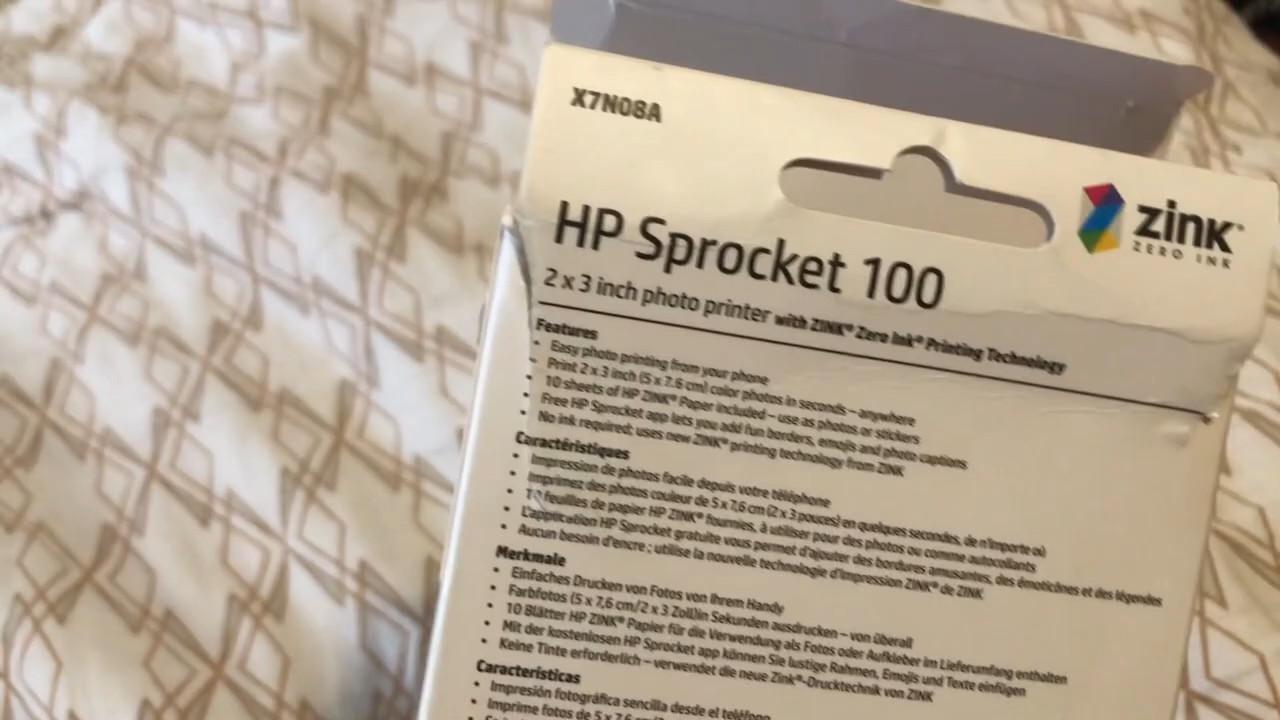 X7N08A
zink™
ZERO INK
HP Sprocket 100
2 x 3 inch photo printer with ZINK® Zero Ink® Printing Technology
Features
• Easy photo printing from your phone
• Print 2 x 3 inch (5 x 7.6 cm) color photos in seconds – anywhere
• 10 sheets of HP ZINK® Paper included – use as photos or stickers
• Free HP Sprocket app lets you add fun borders, emojis and photo captions
• No ink required; uses new ZINK® printing technology from ZINK
Caractéristiques
• Impression de photos facile depuis votre téléphone
• Imprimez des photos couleur de 5 x 7,6 cm (2 x 3 pouces) en quelques secondes, de n'importe où
• 10 feuilles de papier HP ZINK® fournies, à utiliser pour des photos ou comme autocollants
• L'application HP Sprocket gratuite vous permet d'ajouter des bordures amusantes, des émoticônes et des légendes
• Aucun besoin d'encre ; utilise la nouvelle technologie d'impression ZINK® de ZINK
Merkmale
• Einfaches Drucken von Fotos von Ihrem Handy
• Farbfotos (5 x 7,6 cm/2 x 3 Zoll)in Sekunden ausdrucken – von überall
• 10 Blätter HP ZINK® Papier für die Verwendung als Fotos oder Aufkleber im Lieferumfang enthalten
• Mit der kostenlosen HP Sprocket app können Sie lustige Rahmen, Emojis und Texte einfügen
• Keine Tinte erforderlich – verwendet die neue Zink®-Drucktechnik von ZINK
Características
• Impresión fotográfica sencilla desde el teléfono
• Imprime fotos de 5 x 7,6